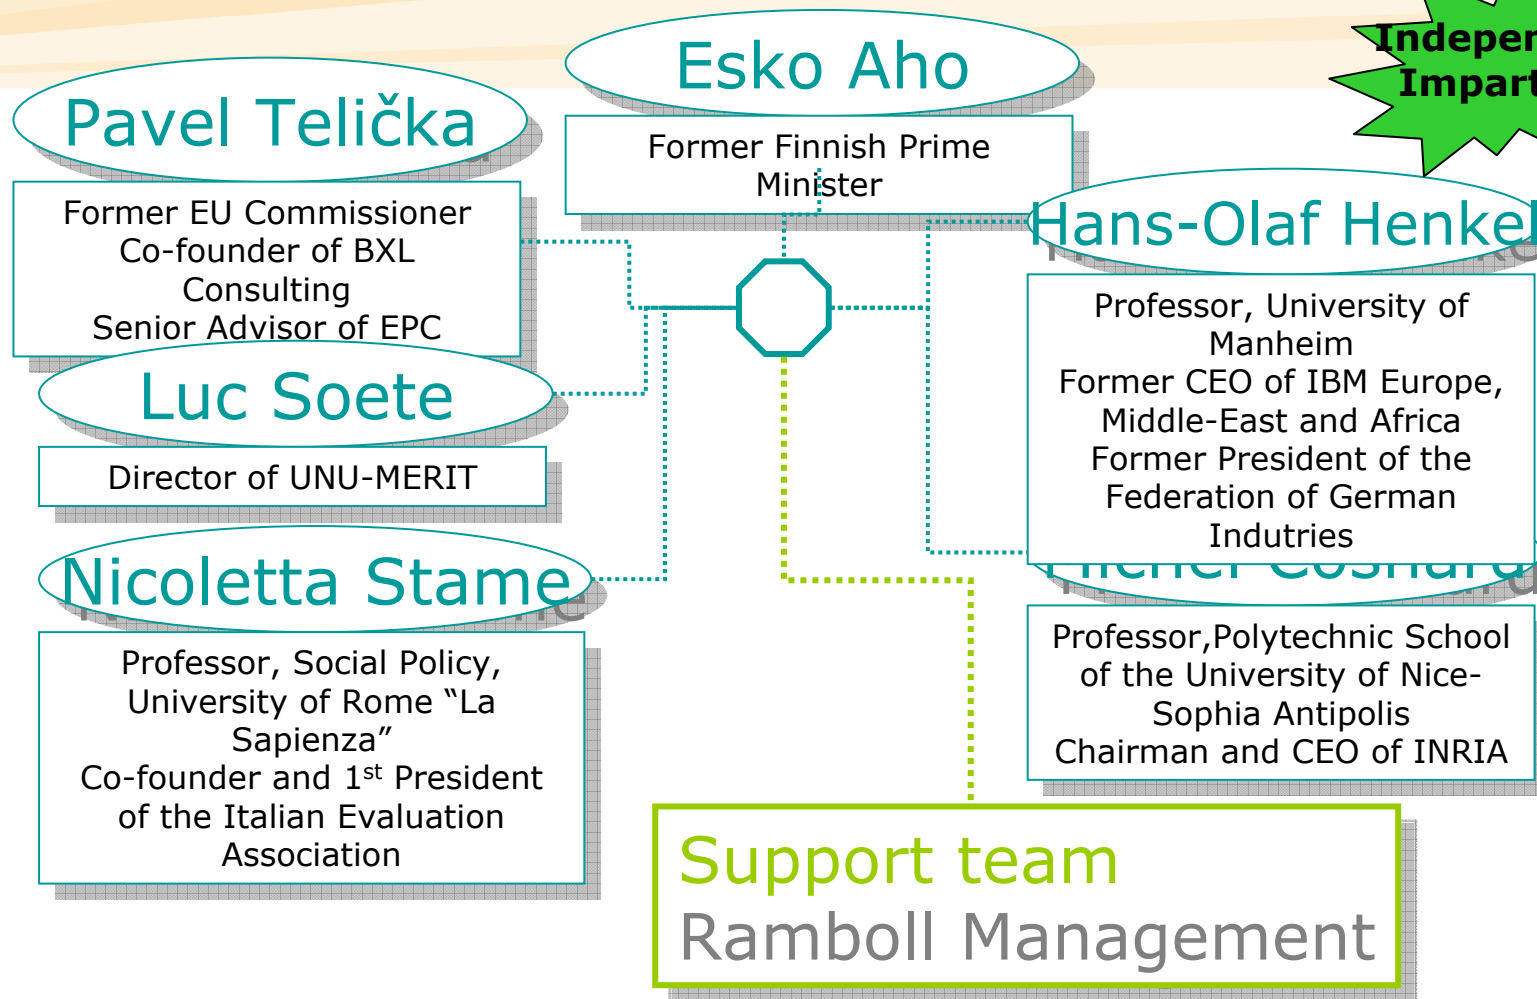 Esko Aho
Former Finnish Prime
Minister
Pavel Telička
Former EU Commissioner
Co-founder of BXL
Consulting
Senior Advisor of EPC
Luc Soete
Director of UNU-MERIT
Nicoletta Stame
Professor, Social Policy,
University of Rome “La
Sapienza”
Co-founder and 1st President
of the Italian Evaluation
Association
Hans-Olaf Henkel
Professor, University of
Manheim
Former CEO of IBM Europe,
Middle-East and Africa
Former President of the
Federation of German
Indutries
Professor,Polytechnic School
of the University of Nice-
Sophia Antipolis
Chairman and CEO of INRIA
Support team
Ramboll Management